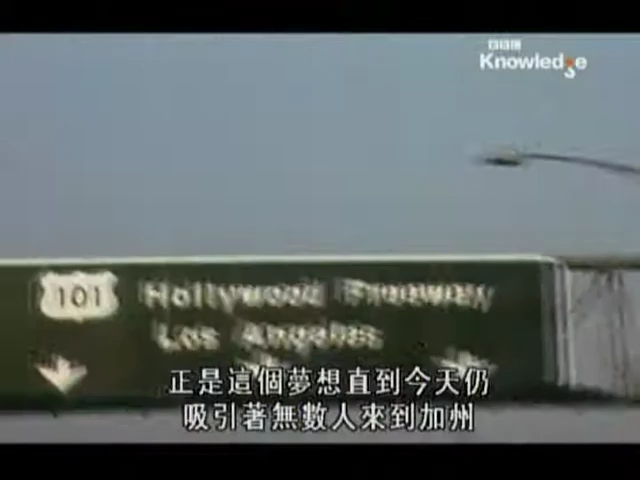 BBC
Knowledge
101 Hollywood Freeway
Los Angeles
正是這個夢想直到今天仍
吸引著無數人來到加州